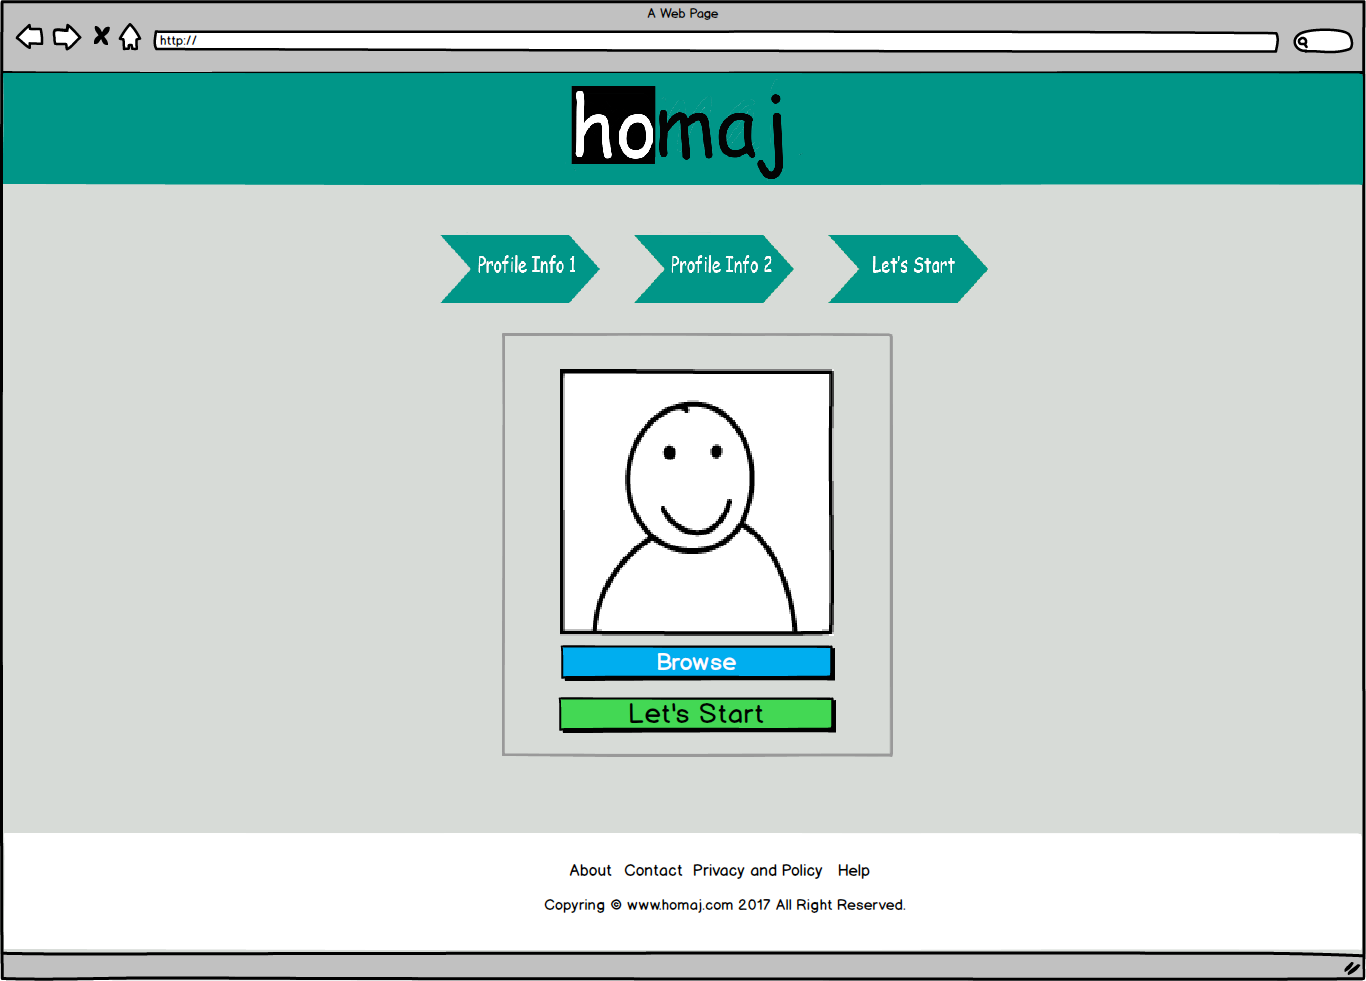 A Web Page
http://
homaj
Profile Info 1 Profile Info 2 Let's Start
Browse
Let's Start
About Contact Privacy and Policy Help
Copyring © www.homaj.com 2017 All Right Reserved.